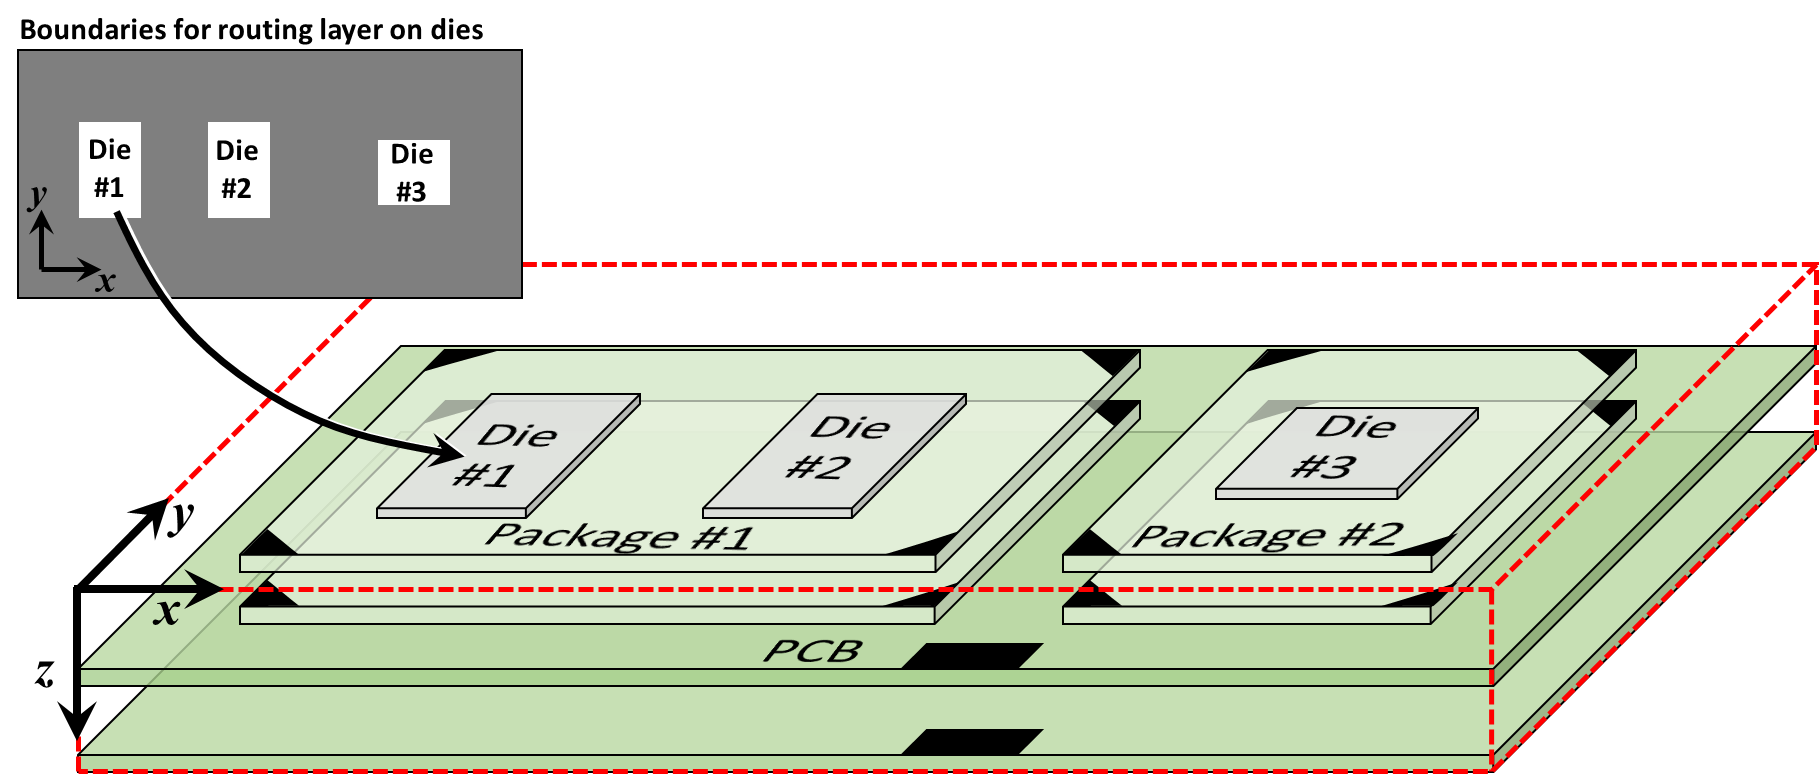 Boundaries for routing layer on dies
Die
#1
Die
#2
Die
#3
y
x
Die
#1
Die
#2
Die
#3
Package #1
Package #2
y
x
z
PCB